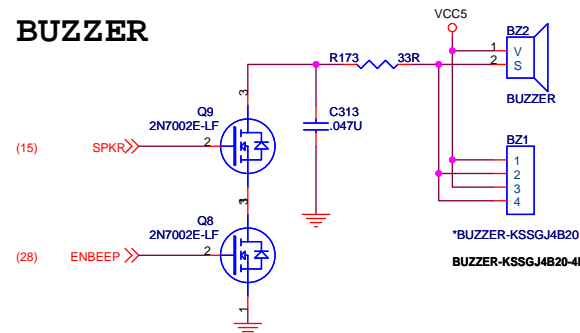 BUZZER
VCC5
BZ2
R173 33R
1 V
2 S
BUZZER
3
Q9
2N7002E-LF
C313
.047U
(15) SPKR 2
BZ1
1
2
3
4
Q8
2N7002E-LF
*BUZZER-KSSGJ4B20
(28) ENBEEP 2
BUZZER-KSSGJ4B20-4
1